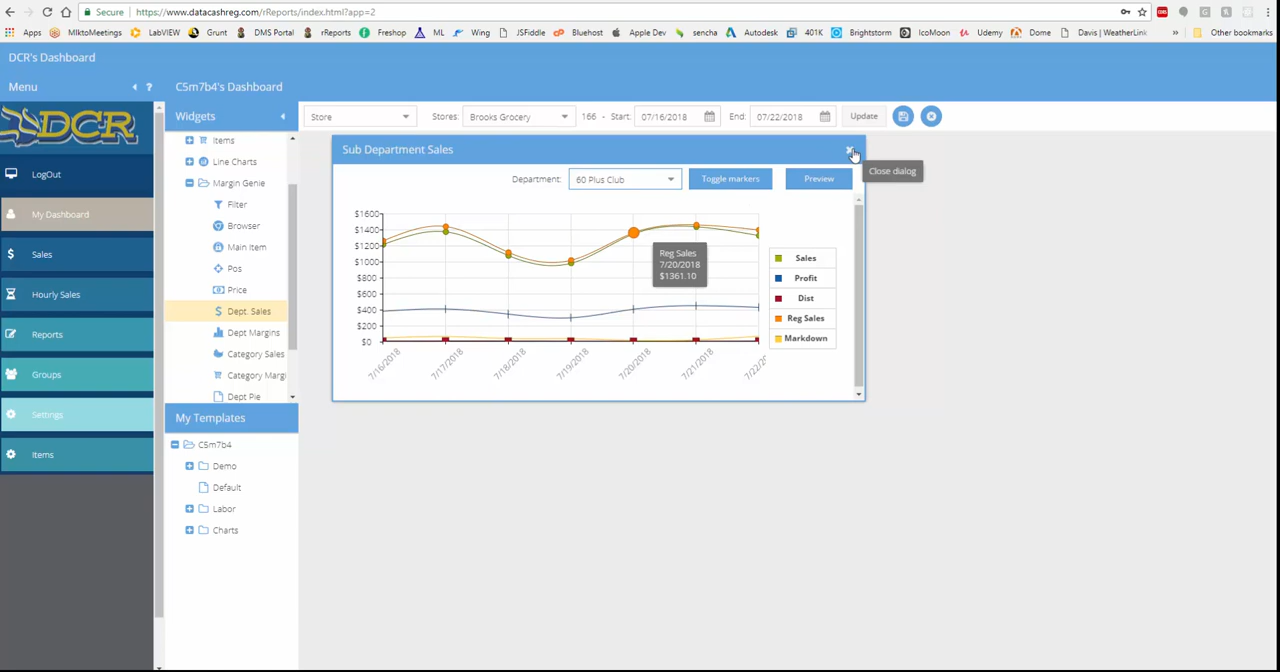 Secure
https://www.datacashreg.com/rReports/index.html?app=2
Apps MlktoMeetings LabVIEW Grunt DMS Portal rReports Freshop ML Wing JSFiddle Bluehost Apple Dev sencha Autodesk 401K Brightstorm IcoMoon Udemy Dome Davis | WeatherLink » Other bookmarks
DCR's Dashboard
Menu ?
C5m7b4's Dashboard
DCR
LogOut
My Dashboard
Sales
Hourly Sales
Reports
Groups
Settings
Items
Widgets
Items
Line Charts
Margin Genie
Filter
Browser
Main Item
Pos
Price
Dept. Sales
Dept Margins
Category Sales
Category Margi
Dept Pie
My Templates
C5m7b4
Demo
Default
Labor
Charts
Store Stores: Brooks Grocery 166 - Start: 07/16/2018 End: 07/22/2018 Update
Sub Department Sales
Close dialog
Department: 60 Plus Club Toggle markers Preview
$1600
$1400
$1200
$1000
$800
$600
$400
$200
$0
Reg Sales
7/20/2018
$1361.10
7/16/2018 7/17/2018 7/18/2018 7/19/2018 7/20/2018 7/21/2018 7/22/20
Sales
Profit
Dist
Reg Sales
Markdown